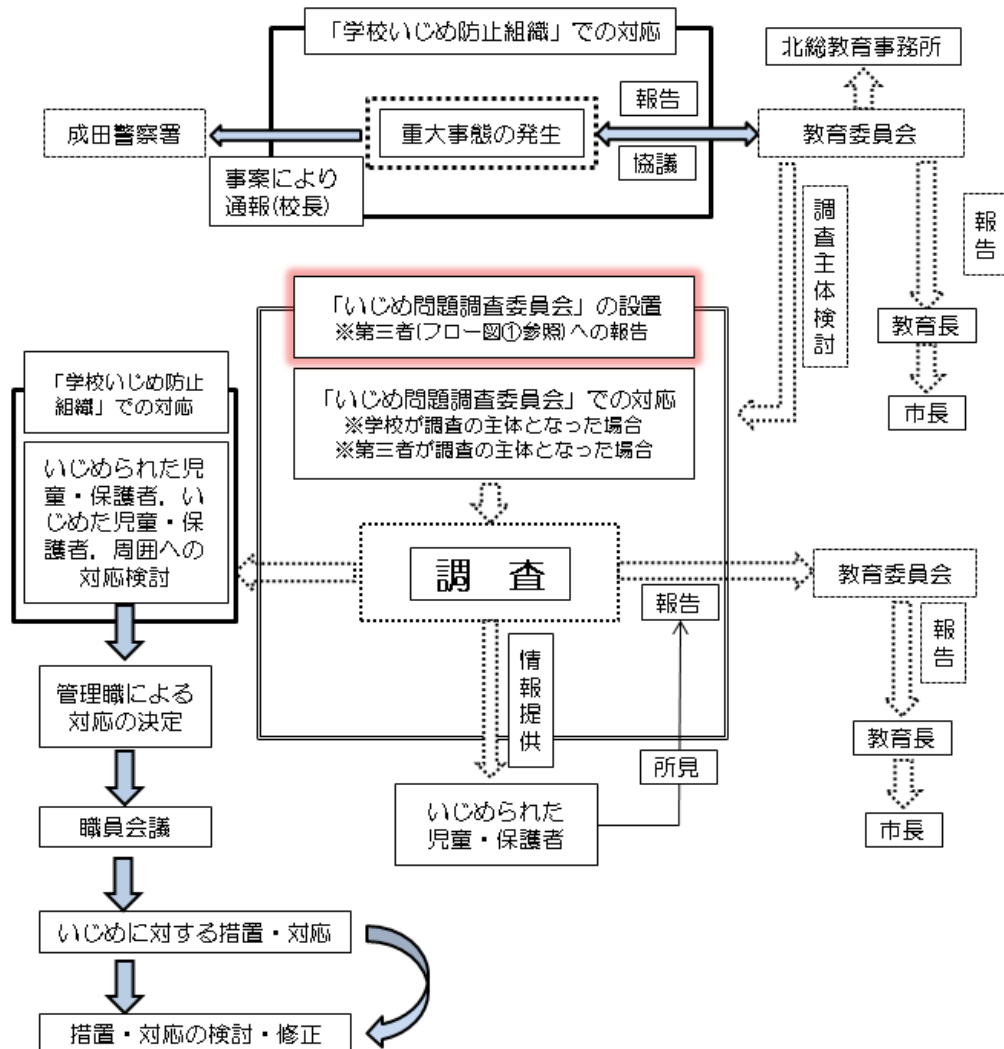 「学校いじめ防止組織」での対応
北総教育事務所
報告
成田警察署
重大事態の発生
教育委員会
協議
事案により
通報(校長)
調査主体検討
報告
「いじめ問題調査委員会」の設置
※第三者(フロー図①参照)への報告
教育長
市長
「学校いじめ防止
組織」での対応
「いじめ問題調査委員会」での対応
※学校が調査の主体となった場合
※第三者が調査の主体となった場合
いじめられた児
童・保護者，い
じめた児童・保
護者，周囲への
対応検討
調 査
教育委員会
報告
情報提供
報告
管理職による
対応の決定
教育長
所見
いじめられた
児童・保護者
職員会議
市長
いじめに対する措置・対応
措置・対応の検討・修正